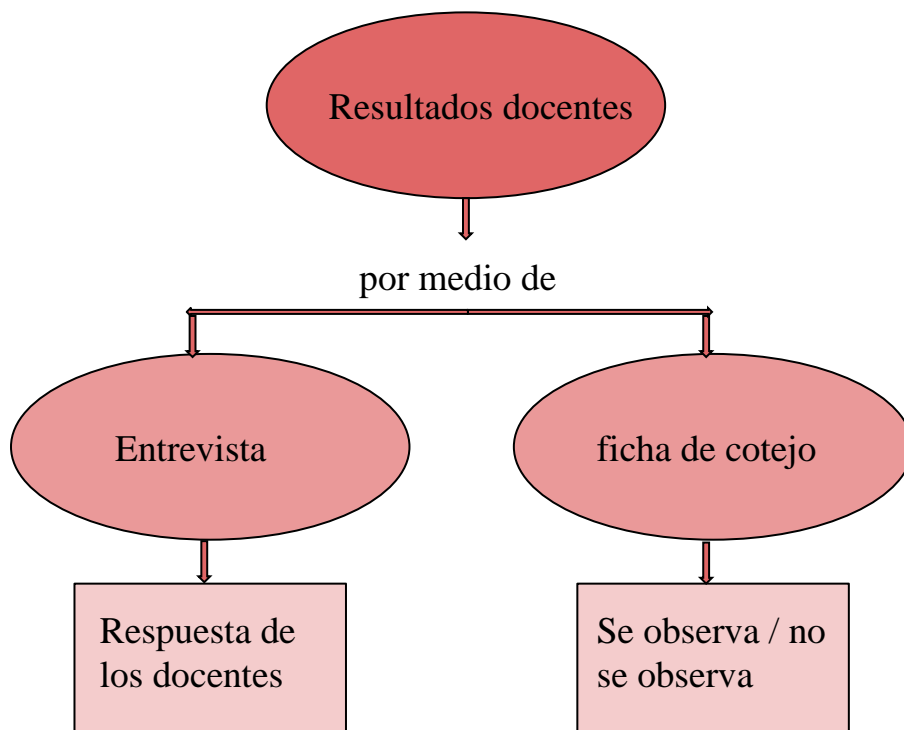 Resultados docentes
por medio de
Entrevista
ficha de cotejo
Respuesta de
los docentes
Se observa / no
se observa